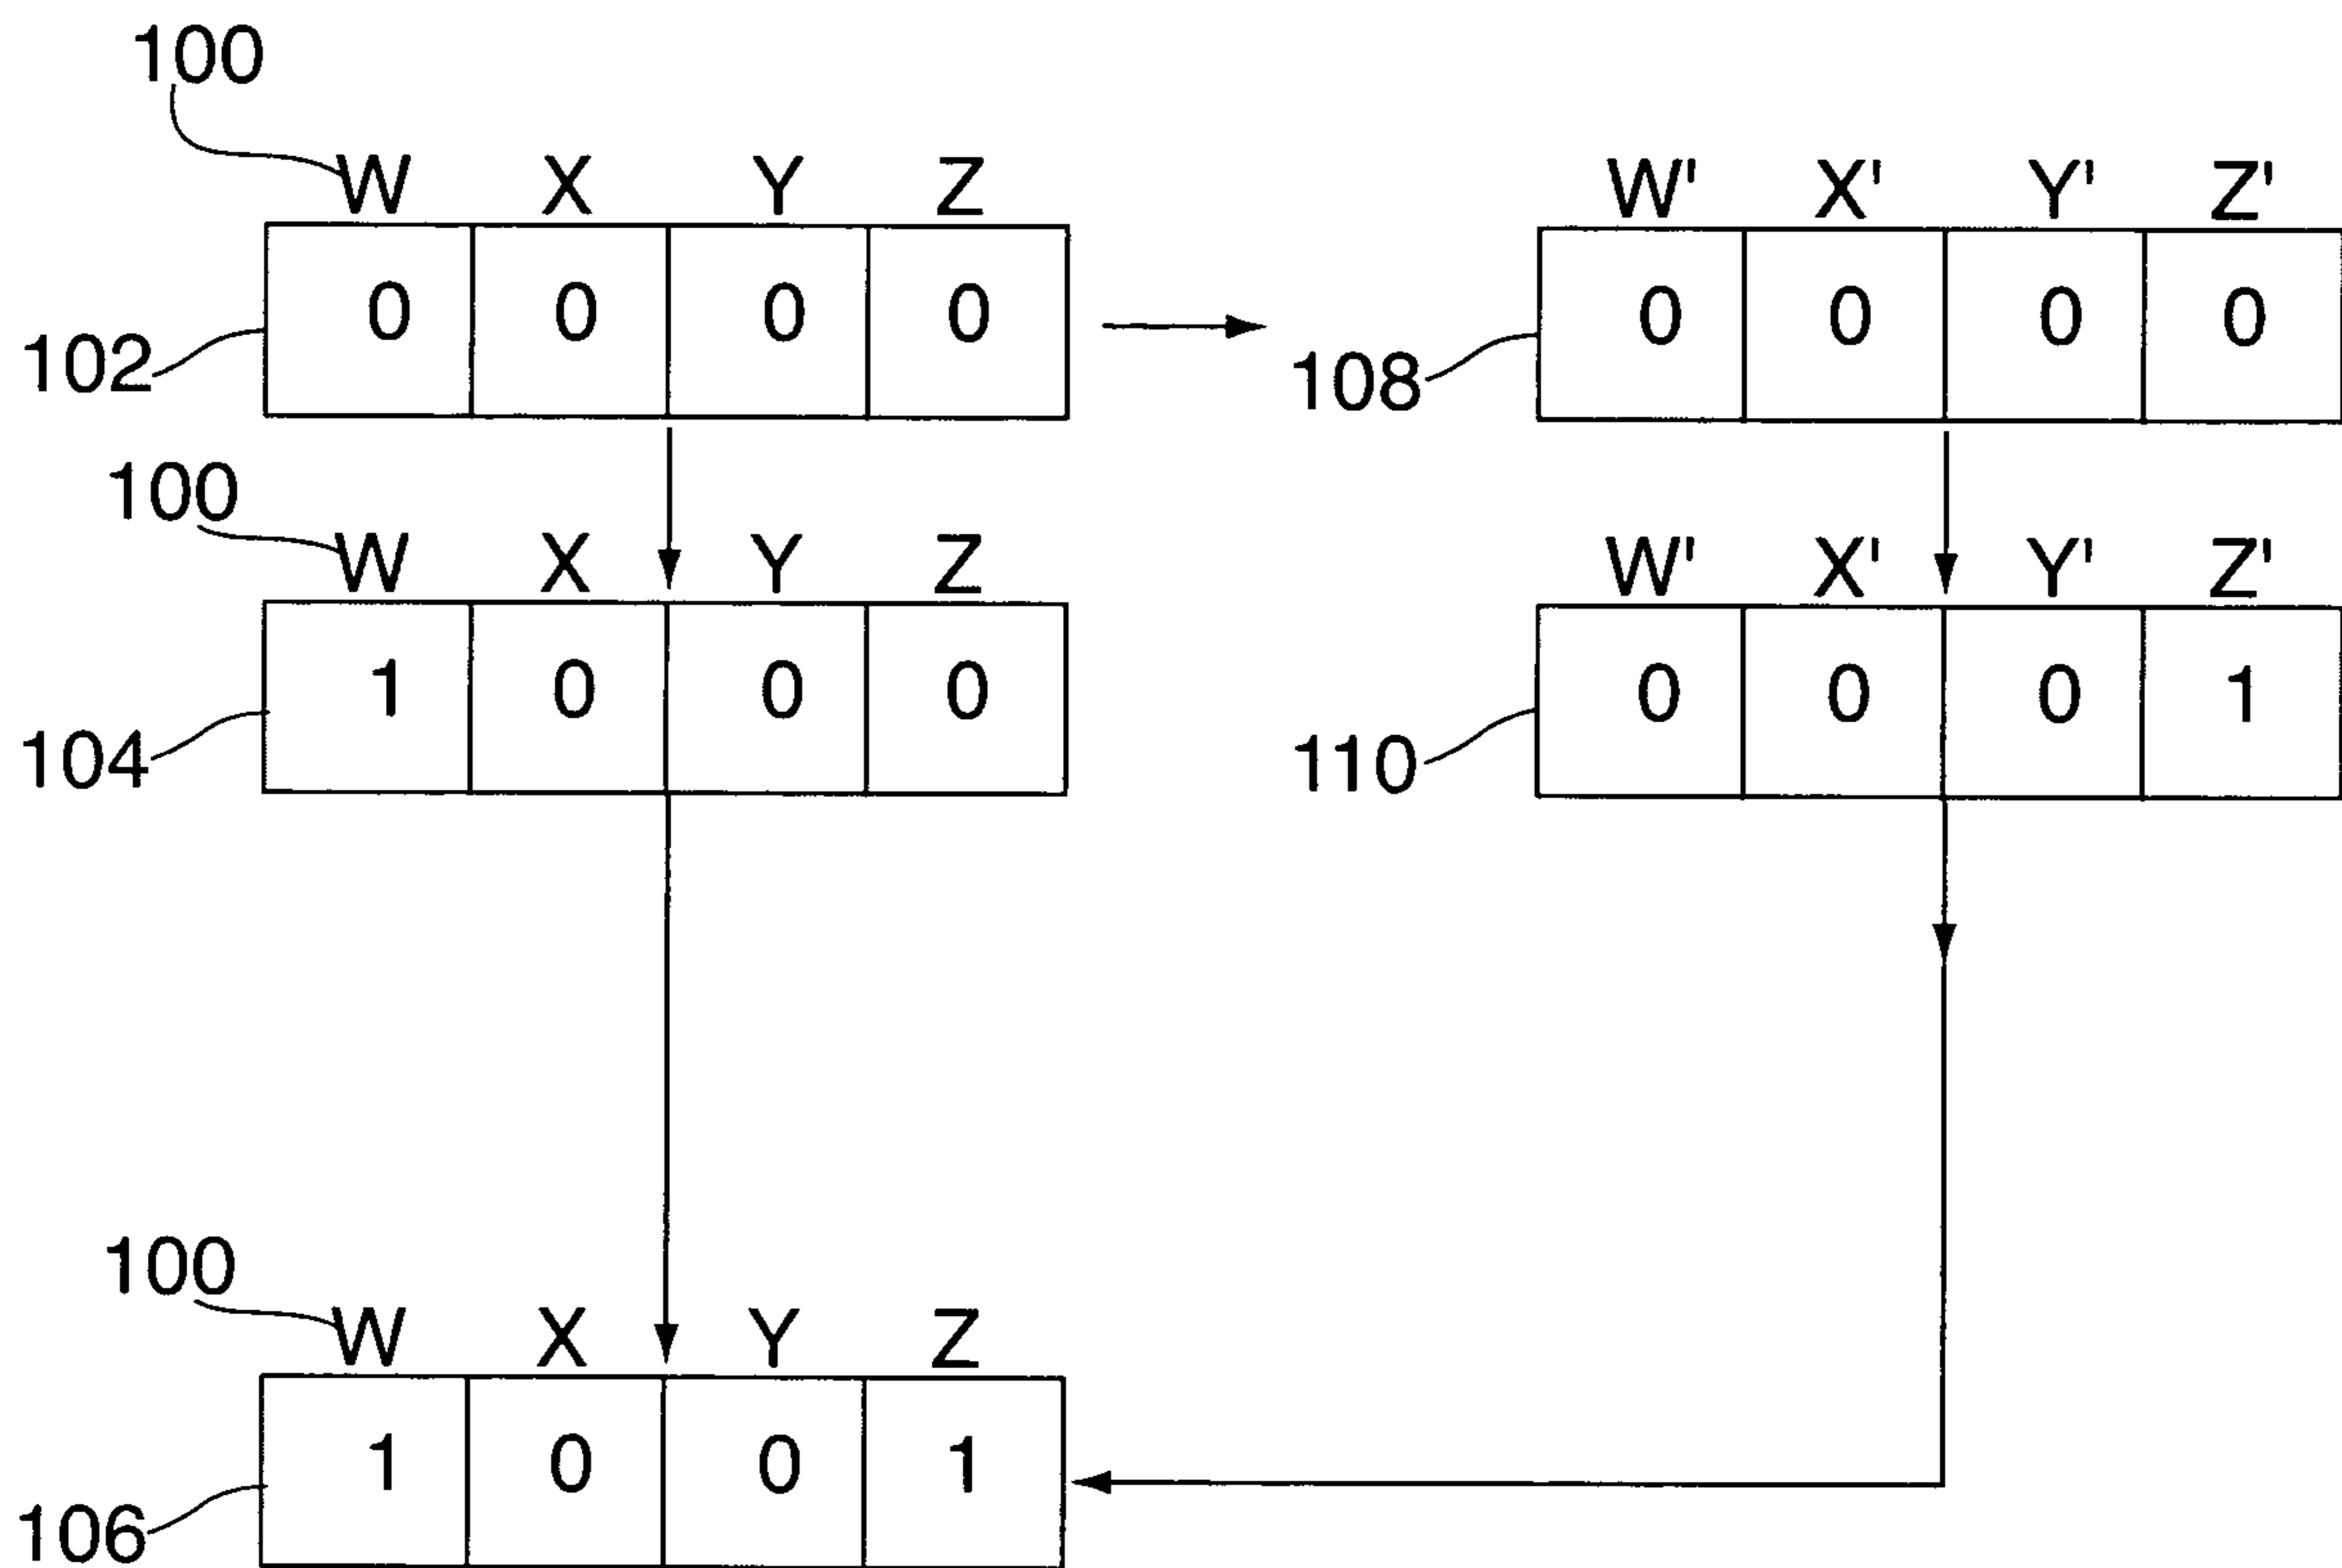 100
W X Y Z W' X' Y' Z'
0 0 0 0 0 0 0 0
102 108
100
W X Y Z W' X' Y' Z'
1 0 0 0 0 0 0 1
104 110
100
W X Y Z
1 0 0 1
106